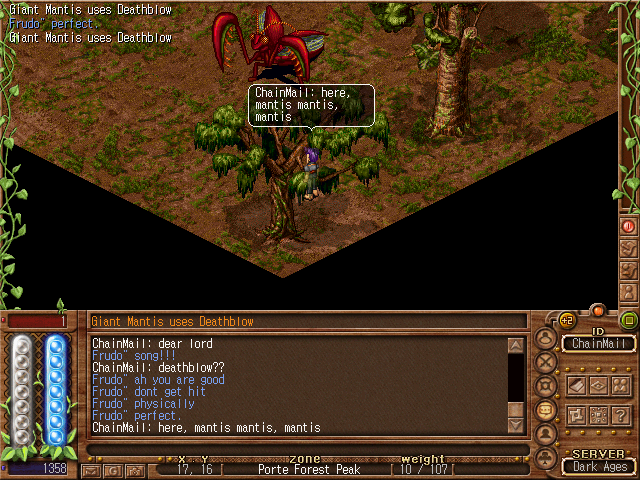 Giant Mantis uses Deathblow
Frudo" perfect.
Giant Mantis uses Deathblow
ChainMail: here,
mantis mantis,
mantis
1
Giant Mantis uses Deathblow
+2
ID
ChainMail
ChainMail: dear lord
Frudo" song!!!
ChainMail: deathblow??
Frudo" ah you are good
Frudo" dont get hit
Frudo" physically
Frudo" perfect.
ChainMail: here, mantis mantis, mantis
?
1358
G
x Y zone weight
17, 16 [ Porte Forest Peak [ 10 / 107 [
SERVER
Dark Ages